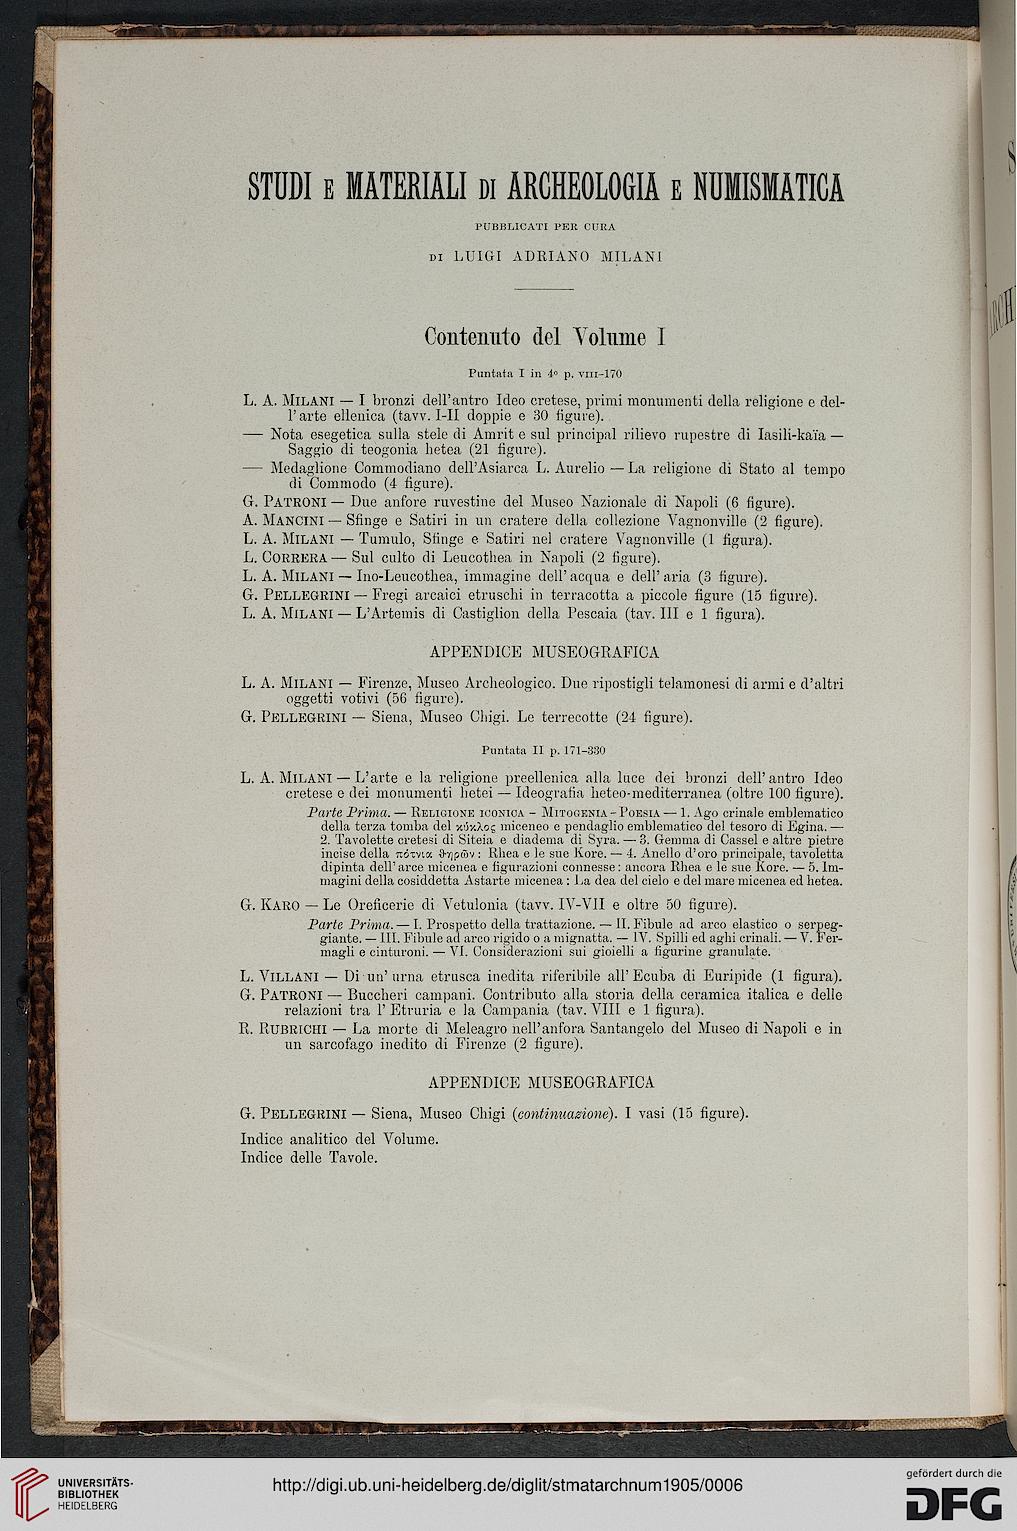 STUDI E MATERIALI DI ARCHEOLOGIA E NUMISMATICA
PUBBLICATI PER CURA
DI LUIGI ADRIANO MILANI
Contenuto del Volume I
Puntata I in 4º p. VIII-170
L. A. MILANI — I bronzi dell'antro Ideo cretese, primi monumenti della religione e del-
l'arte ellenica (tavv. I-II doppie e 30 figure).
— Nota esegetica sulla stele di Amrit e sul principal rilievo rupestre di Iasili-kaïa —
Saggio di teogonia hetea (21 figure).
— Medaglione Commodiano dell'Asiarca L. Aurelio — La religione di Stato al tempo
di Commodo (4 figure).
G. PATRONI — Due anfore ruvestine del Museo Nazionale di Napoli (6 figure).
A. MANCINI — Sfinge e Satiri in un cratere della collezione Vagnonville (2 figure).
L. A. MILANI — Tumulo, Sfinge e Satiri nel cratere Vagnonville (1 figura).
L. CORRERA — Sul culto di Leucothea in Napoli (2 figure).
L. A. MILANI — Ino-Leucothea, immagine dell'acqua e dell'aria (3 figure).
G. PELLEGRINI — Fregi arcaici etruschi in terracotta a piccole figure (15 figure).
L. A. MILANI — L'Artemis di Castiglion della Pescaia (tav. III e 1 figura).
APPENDICE MUSEOGRAFICA
L. A. MILANI — Firenze, Museo Archeologico. Due ripostigli telamonesi di armi e d'altri
oggetti votivi (56 figure).
G. PELLEGRINI — Siena, Museo Chigi. Le terrecotte (24 figure).
Puntata II p. 171-330
L. A. MILANI — L'arte e la religione preellenica alla luce dei bronzi dell'antro Ideo
cretese e dei monumenti hetei — Ideografia heteo-mediterranea (oltre 100 figure).
Parte Prima. — RELIGIONE ICONICA - MITOGENIA - POESIA — 1. Ago crinale emblematico
della terza tomba del κύκλος miceneo e pendaglio emblematico del tesoro di Egina. —
2. Tavolette cretesi di Siteia e diadema di Syra. — 3. Gemma di Cassel e altre pietre
incise della πότνια θηρῶν: Rhea e le sue Kore. — 4. Anello d'oro principale, tavoletta
dipinta dell'arce micenea e figurazioni connesse: ancora Rhea e le sue Kore. — 5. Im-
magini della cosiddetta Astarte micenea: La dea del cielo e del mare micenea ed hetea.
G. KARO — Le Oreficerie di Vetulonia (tavv. IV-VII e oltre 50 figure).
Parte Prima. — I. Prospetto della trattazione. — II. Fibule ad arco elastico o serpeg-
giante. — III. Fibule ad arco rigido o a mignatta. — IV. Spilli ed aghi crinali. — V. Fer-
magli e cinturoni. — VI. Considerazioni sui gioielli a figurine granulate.
L. VILLANI — Di un'urna etrusca inedita riferibile all'Ecuba di Euripide (1 figura).
G. PATRONI — Buccheri campani. Contributo alla storia della ceramica italica e delle
relazioni tra l'Etruria e la Campania (tav. VIII e 1 figura).
R. RUBRICHI — La morte di Meleagro nell'anfora Santangelo del Museo di Napoli e in
un sarcofago inedito di Firenze (2 figure).
APPENDICE MUSEOGRAFICA
G. PELLEGRINI — Siena, Museo Chigi (continuazione). I vasi (15 figure).
Indice analitico del Volume.
Indice delle Tavole.
UNIVERSITÄTS-
BIBLIOTHEK
HEIDELBERG
http://digi.ub.uni-heidelberg.de/diglit/stmatarchnum1905/0006
gefördert durch die
DFG